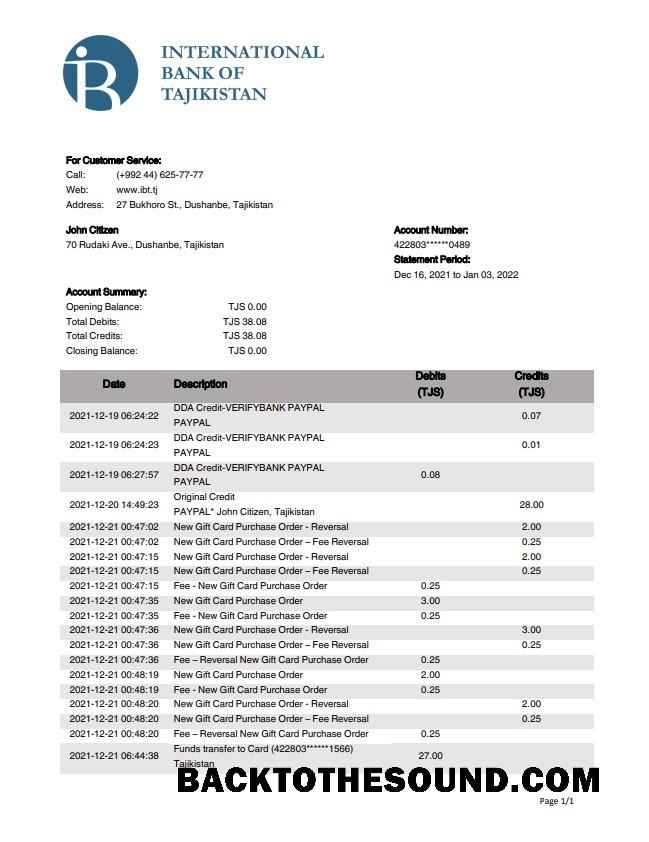 INTERNATIONAL
BANK OF
TAJIKISTAN
For Customer Service:
Call: (+992 44) 625-77-77
Web: www.ibt.tj
Address: 27 Bukhoro St., Dushanbe, Tajikistan
John Citizen Account Number:
70 Rudaki Ave., Dushanbe, Tajikistan 422803******0489
Statement Period:
Dec 16, 2021 to Jan 03, 2022
Account Summary:
Opening Balance: TJS 0.00
Total Debits: TJS 38.08
Total Credits: TJS 38.08
Closing Balance: TJS 0.00
Date Description Debits (TJS) Credits (TJS)
2021-12-19 06:24:22 DDA Credit-VERIFYBANK PAYPAL 0.07
PAYPAL
2021-12-19 06:24:23 DDA Credit-VERIFYBANK PAYPAL 0.01
PAYPAL
2021-12-19 06:27:57 DDA Credit-VERIFYBANK PAYPAL 0.08
PAYPAL
2021-12-20 14:49:23 Original Credit 28.00
PAYPAL* John Citizen, Tajikistan
2021-12-21 00:47:02 New Gift Card Purchase Order - Reversal 2.00
2021-12-21 00:47:02 New Gift Card Purchase Order – Fee Reversal 0.25
2021-12-21 00:47:15 New Gift Card Purchase Order - Reversal 2.00
2021-12-21 00:47:15 New Gift Card Purchase Order – Fee Reversal 0.25
2021-12-21 00:47:15 Fee - New Gift Card Purchase Order 0.25
2021-12-21 00:47:35 New Gift Card Purchase Order 3.00
2021-12-21 00:47:35 Fee - New Gift Card Purchase Order 0.25
2021-12-21 00:47:36 New Gift Card Purchase Order - Reversal 3.00
2021-12-21 00:47:36 New Gift Card Purchase Order – Fee Reversal 0.25
2021-12-21 00:47:36 Fee – Reversal New Gift Card Purchase Order 0.25
2021-12-21 00:48:19 New Gift Card Purchase Order 2.00
2021-12-21 00:48:19 Fee - New Gift Card Purchase Order 0.25
2021-12-21 00:48:20 New Gift Card Purchase Order - Reversal 2.00
2021-12-21 00:48:20 New Gift Card Purchase Order – Fee Reversal 0.25
2021-12-21 00:48:20 Fee – Reversal New Gift Card Purchase Order 0.25
2021-12-21 06:44:38 Funds transfer to Card (422803******1566) 27.00
Tajikistan
BACKTOTHESOUND.COM
Page 1/1